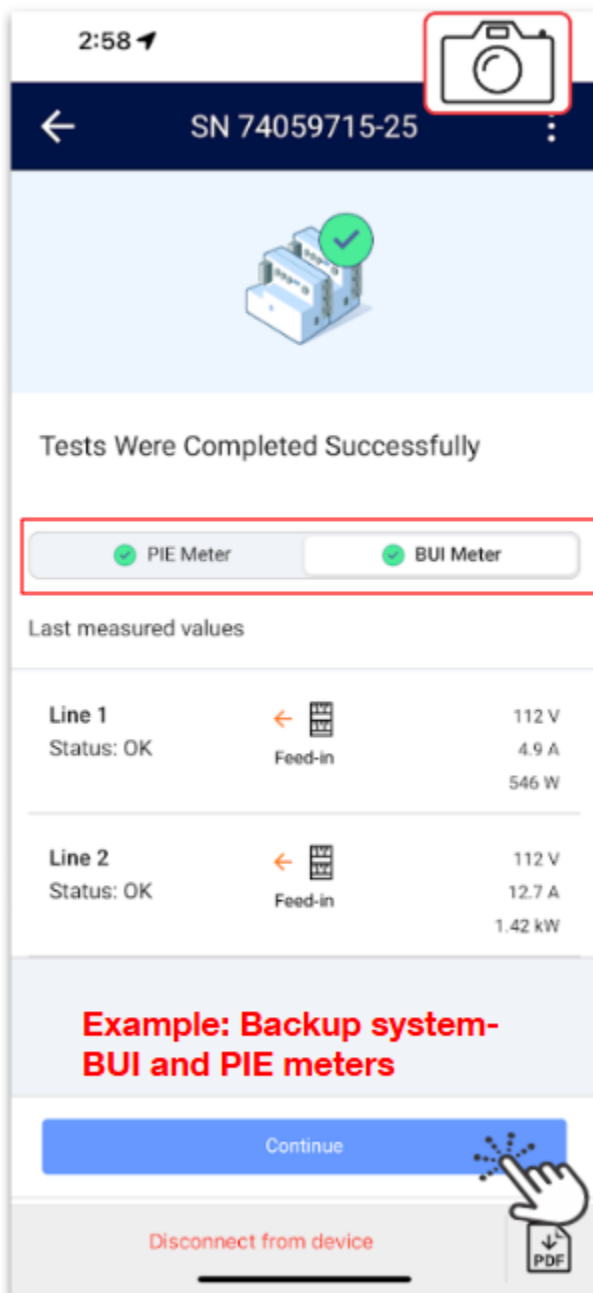 2:58
SN 74059715-25
Tests Were Completed Successfully
PIE Meter
BUI Meter
Last measured values
Line 1
Status: OK
Feed-in
112 V
4.9 A
546 W
Line 2
Status: OK
Feed-in
112 V
12.7 A
1.42 kW
Example: Backup system-
BUI and PIE meters
Continue
Disconnect from device
PDF